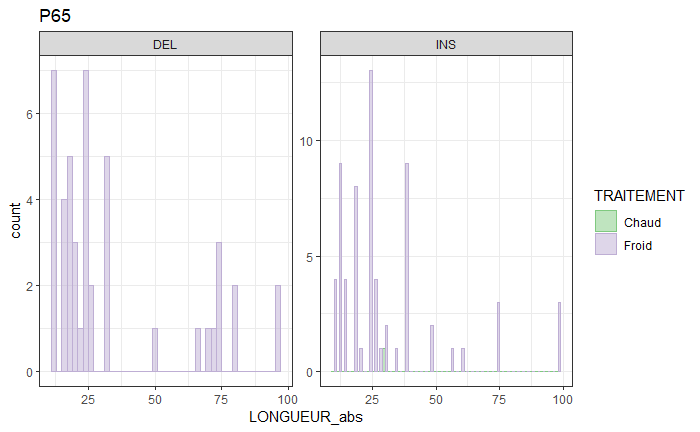 P65
DEL
INS
6
4
2
0
10
5
0
count
25
50
75
100
25
50
75
100
LONGUEUR_abs
TRAITEMENT
Chaud
Froid